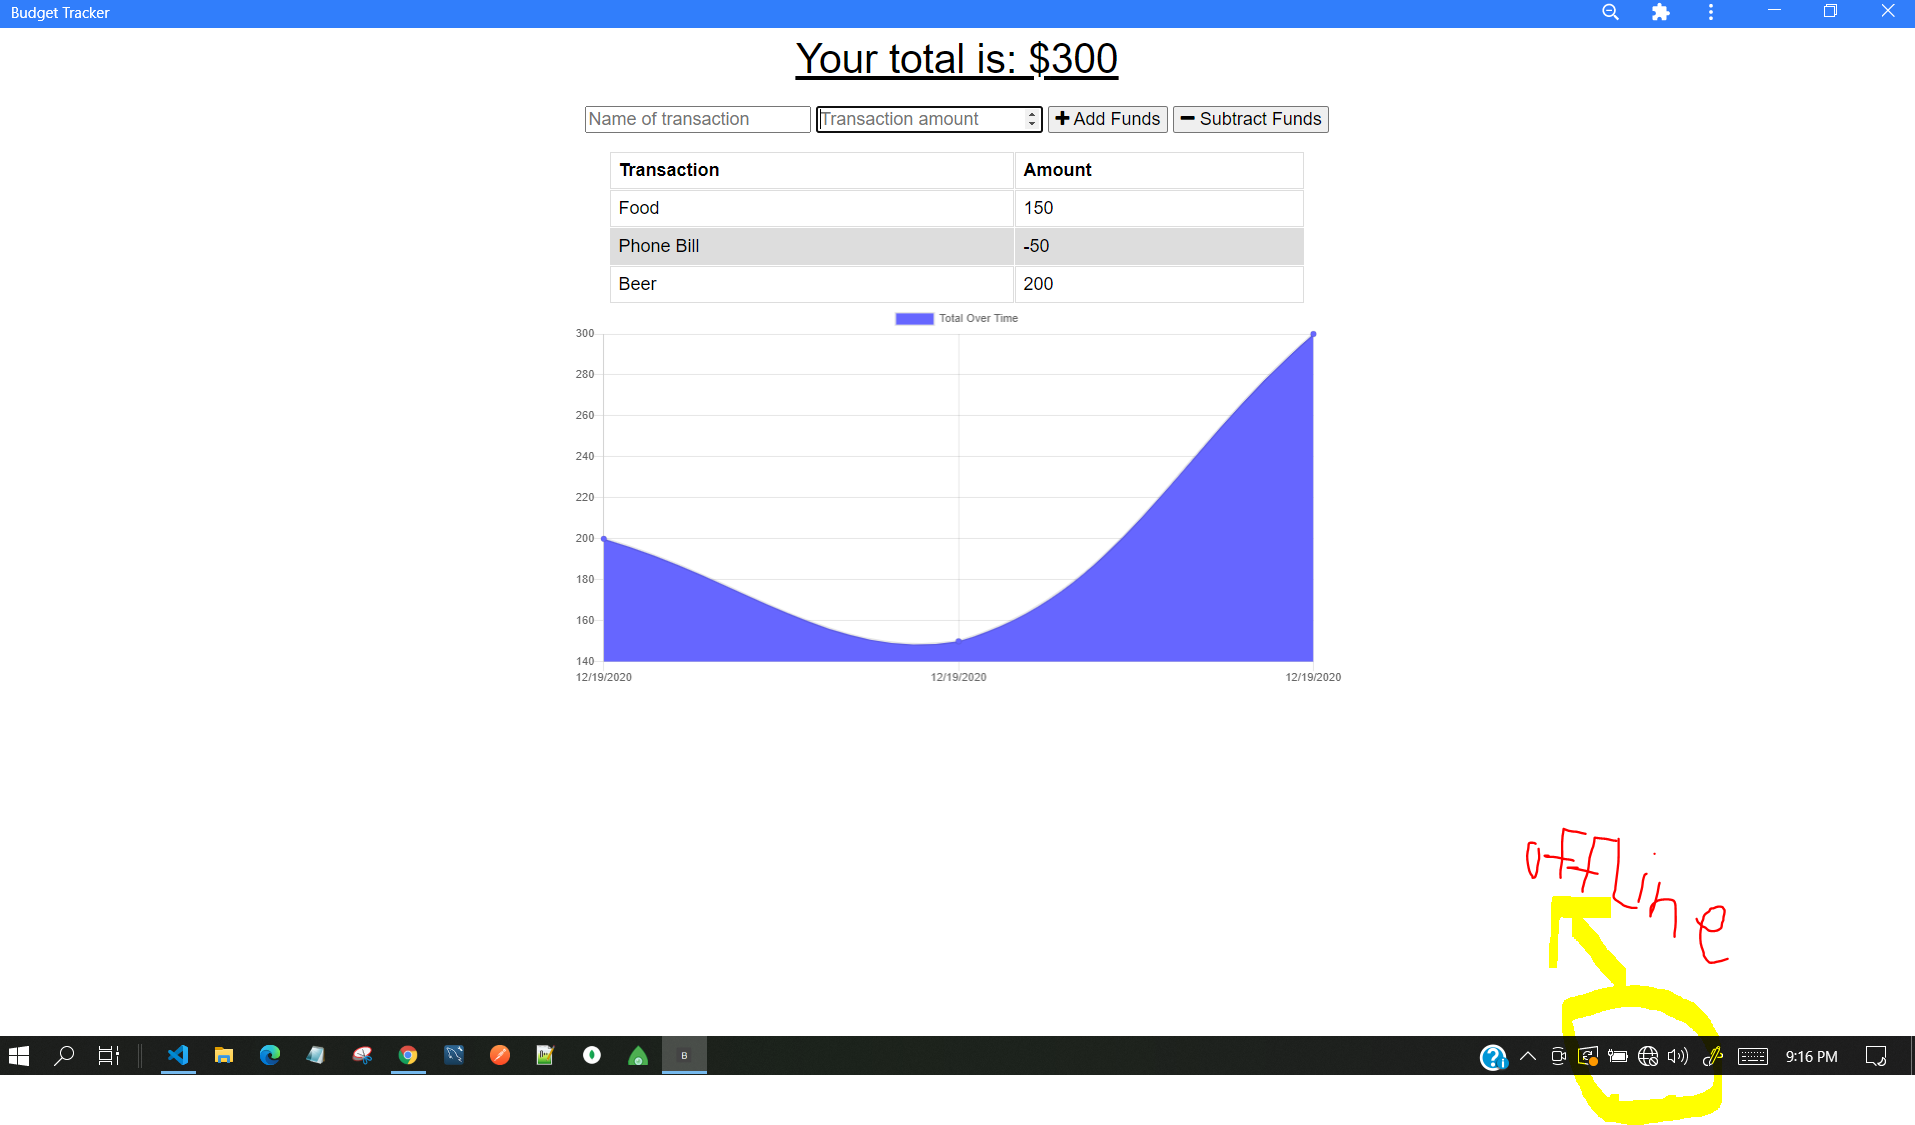 Budget Tracker
Your total is: $300
Name of transaction Transaction amount Add Funds Subtract Funds
Transaction Amount
Food 150
Phone Bill -50
Beer 200
Total Over Time
300
280
260
240
220
200
180
160
140
12/19/2020 12/19/2020 12/19/2020
offline
B 9:16 PM